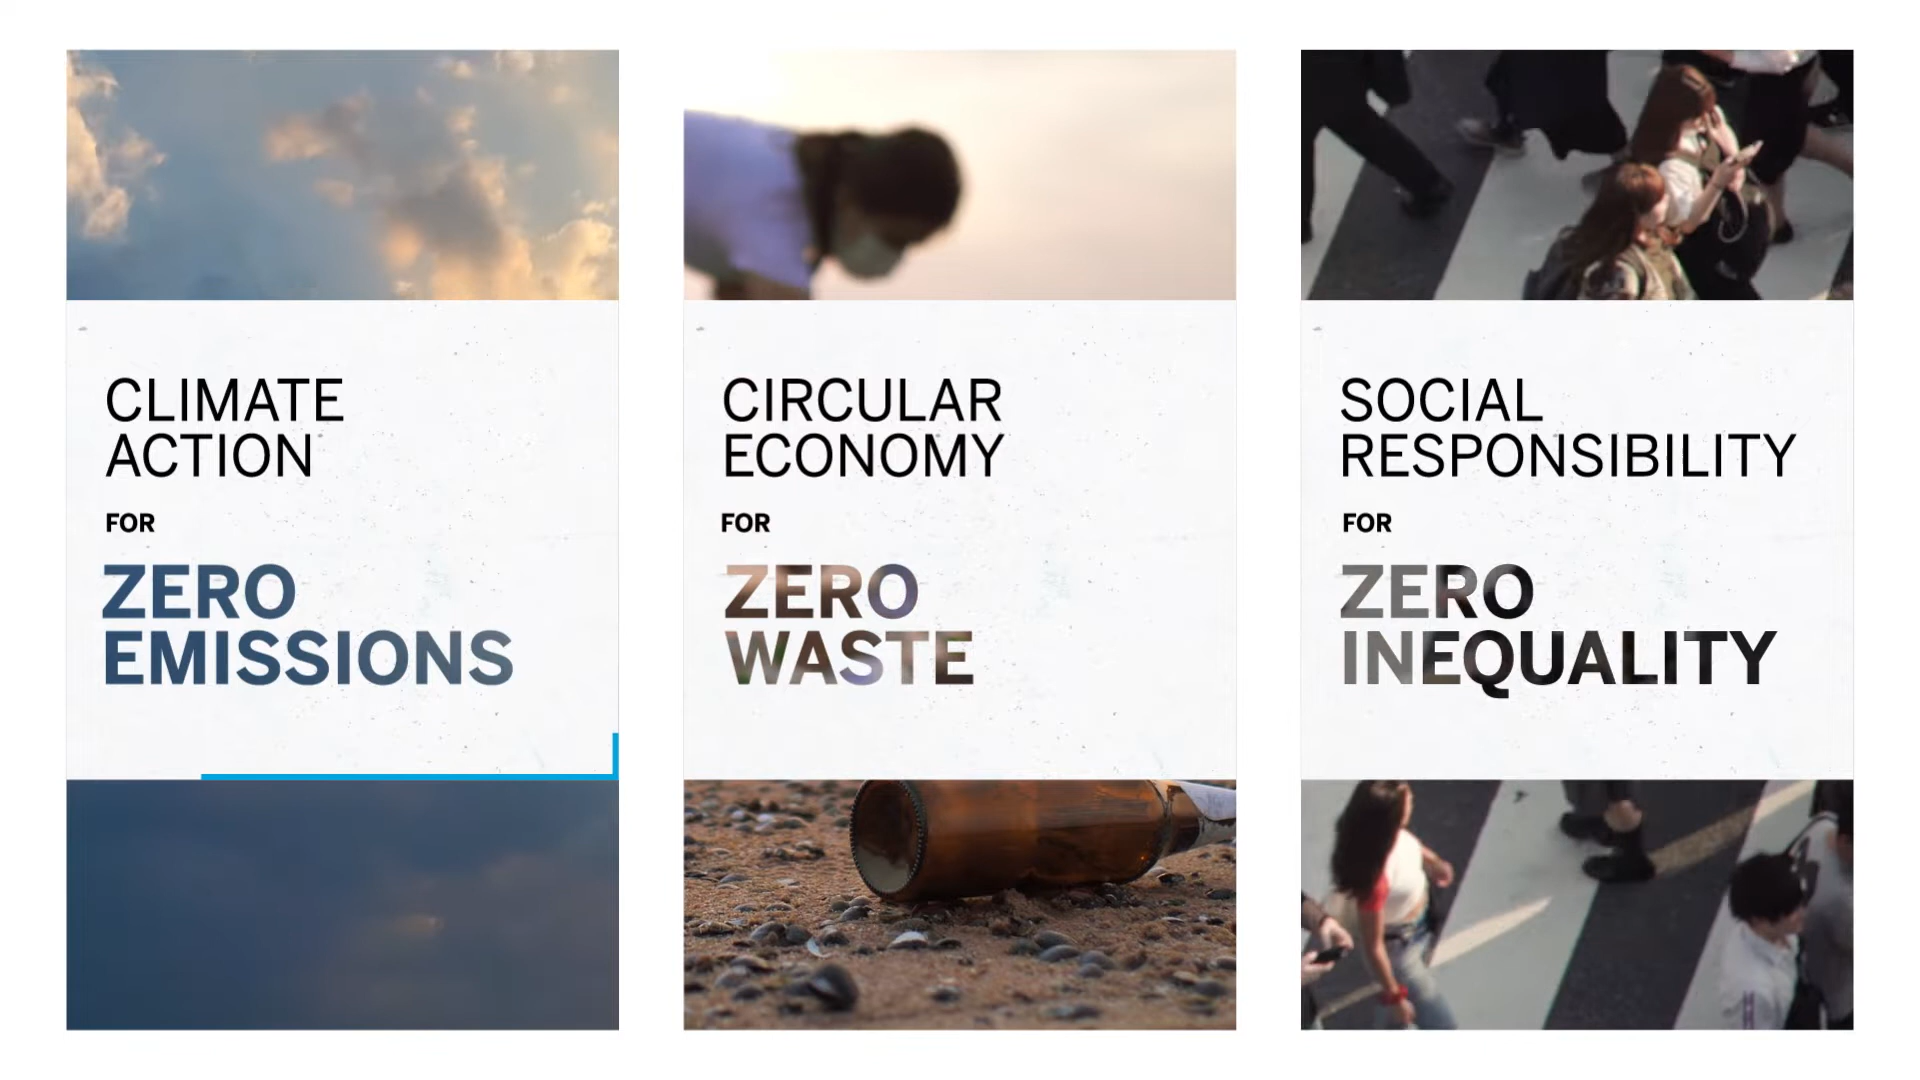 CLIMATE
ACTION
FOR
ZERO
EMISSIONS
CIRCULAR
ECONOMY
FOR
ZERO
WASTE
SOCIAL
RESPONSIBILITY
FOR
ZERO
INEQUALITY